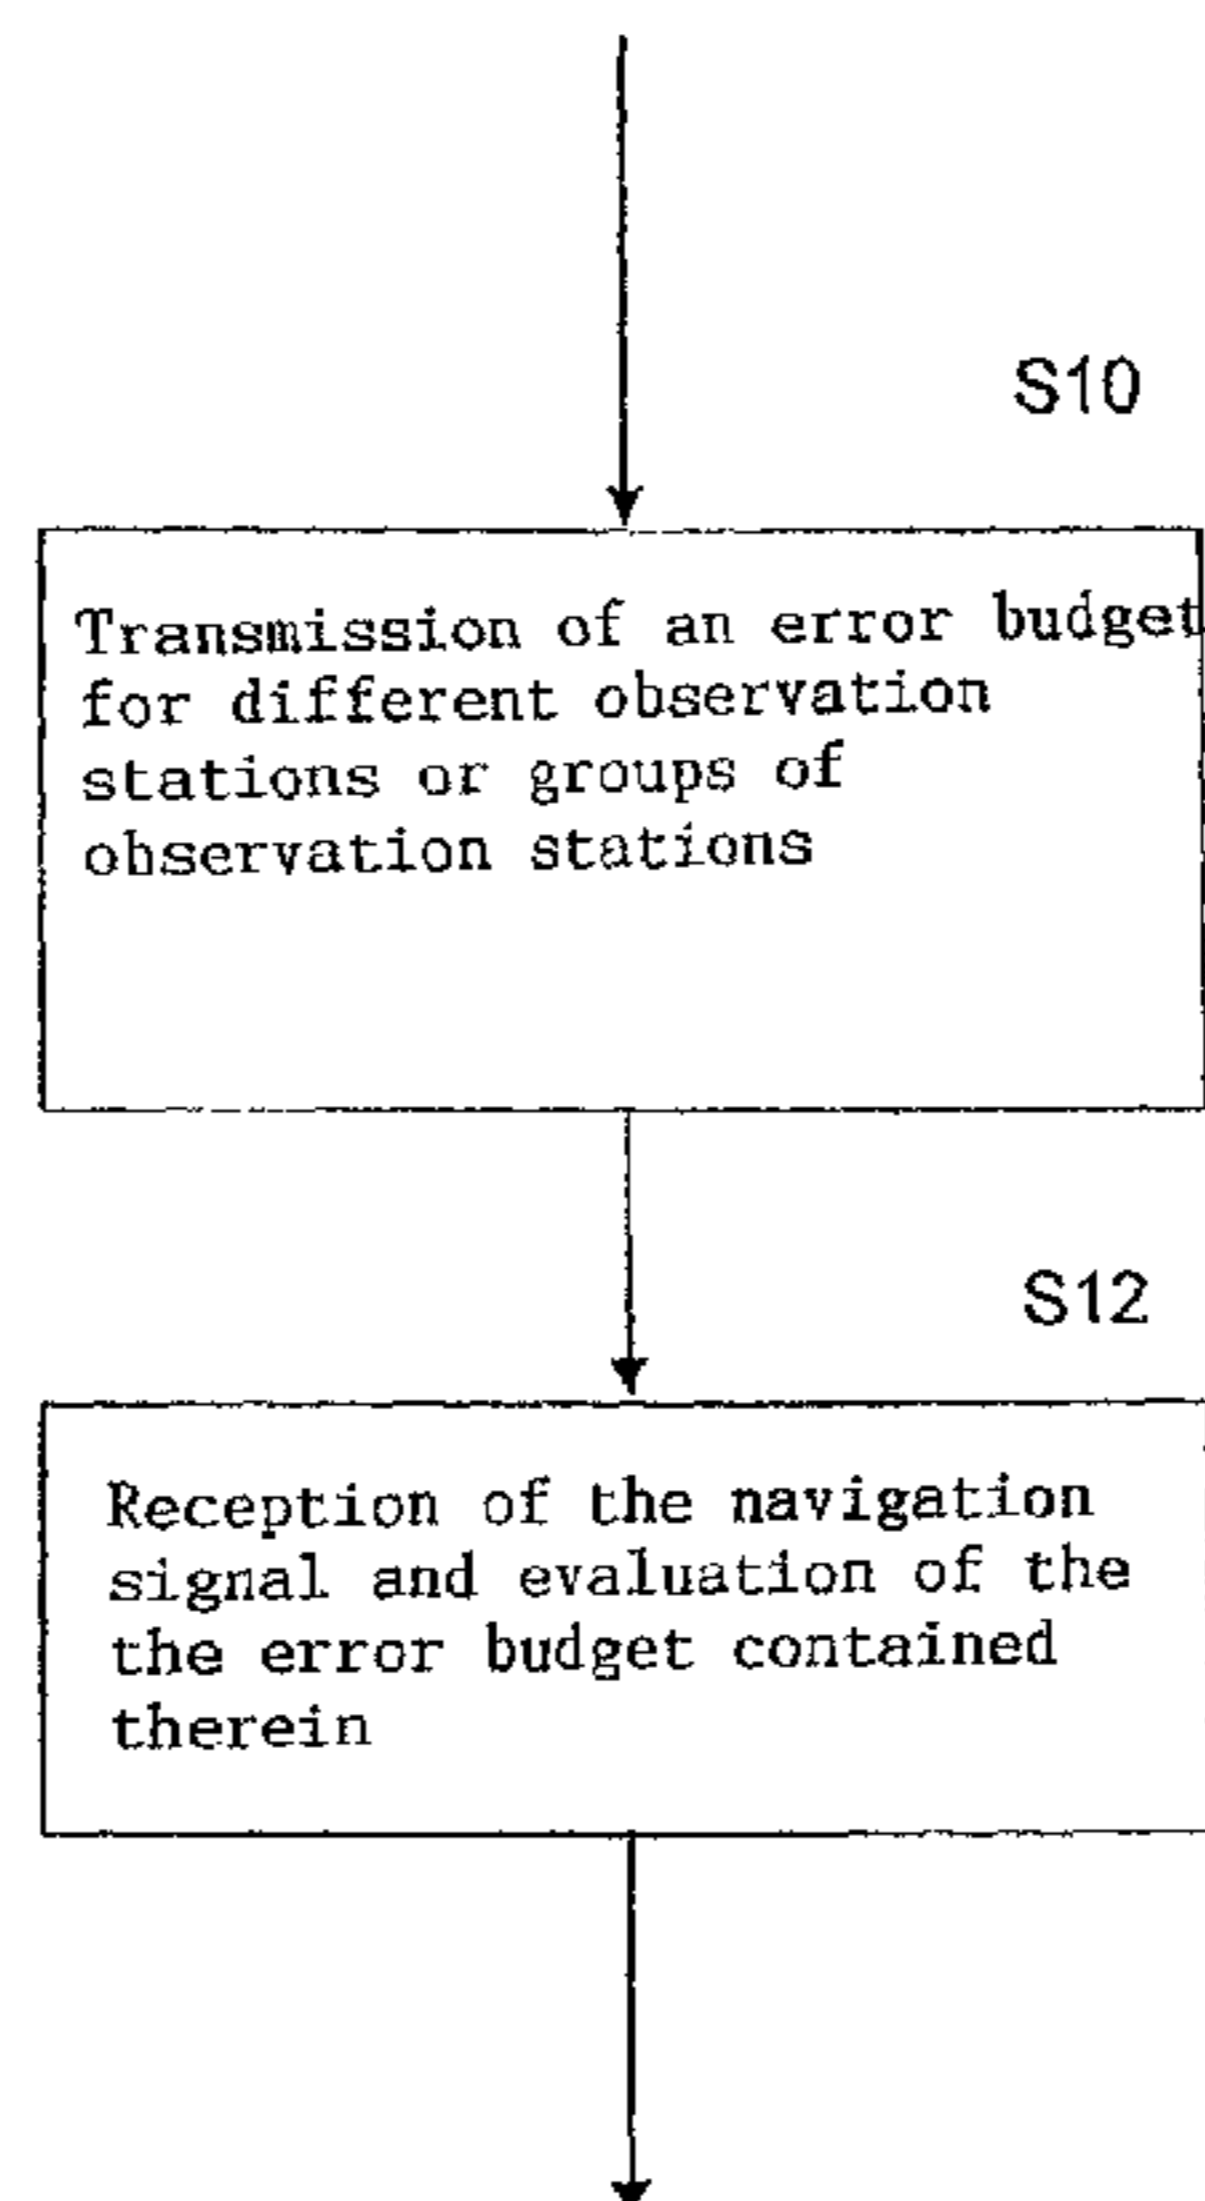 S10
Transmission of an error budget
for different observation
stations or groups of
observation stations
S12
Reception of the navigation
signal and evaluation of the
the error budget contained
therein